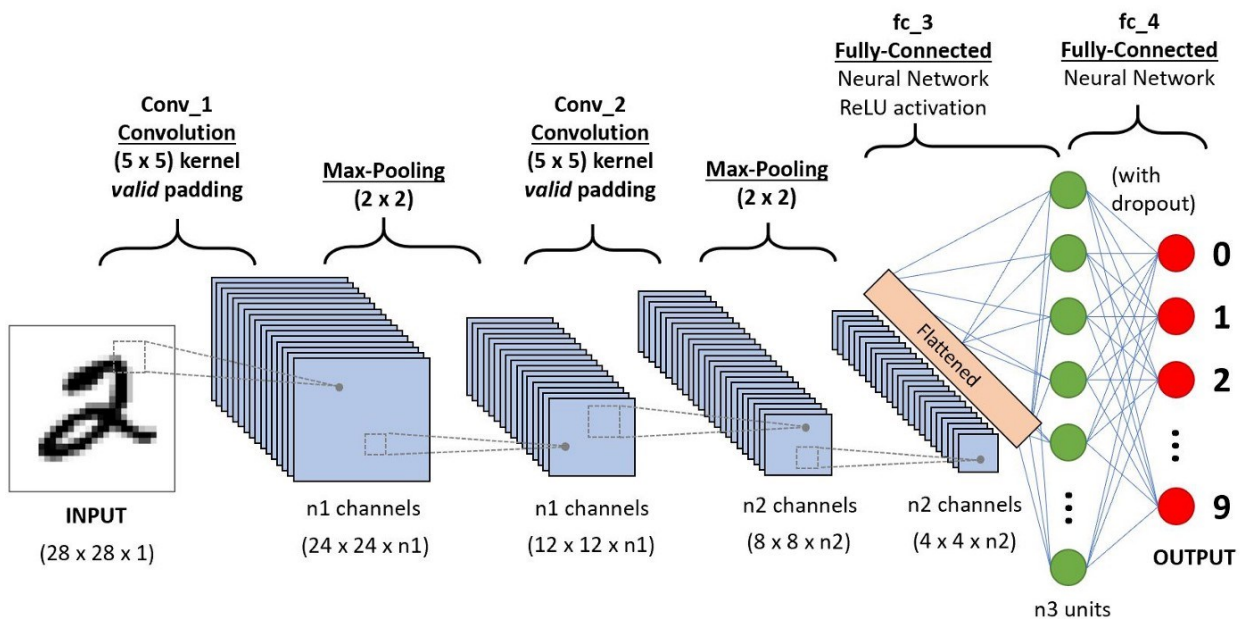 Conv_1
Convolution
(5 x 5) kernel
valid padding
Max-Pooling
(2 x 2)
Conv_2
Convolution
(5 x 5) kernel
valid padding
Max-Pooling
(2 x 2)
fc_3
Fully-Connected
Neural Network
ReLU activation
fc_4
Fully-Connected
Neural Network
(with
dropout)
2
INPUT
(28 x 28 x 1)
n1 channels
(24 x 24 x n1)
n1 channels
(12 x 12 x n1)
n2 channels
(8 x 8 x n2)
n2 channels
(4 x 4 x n2)
Flattened
n3 units
0
1
2
9
OUTPUT